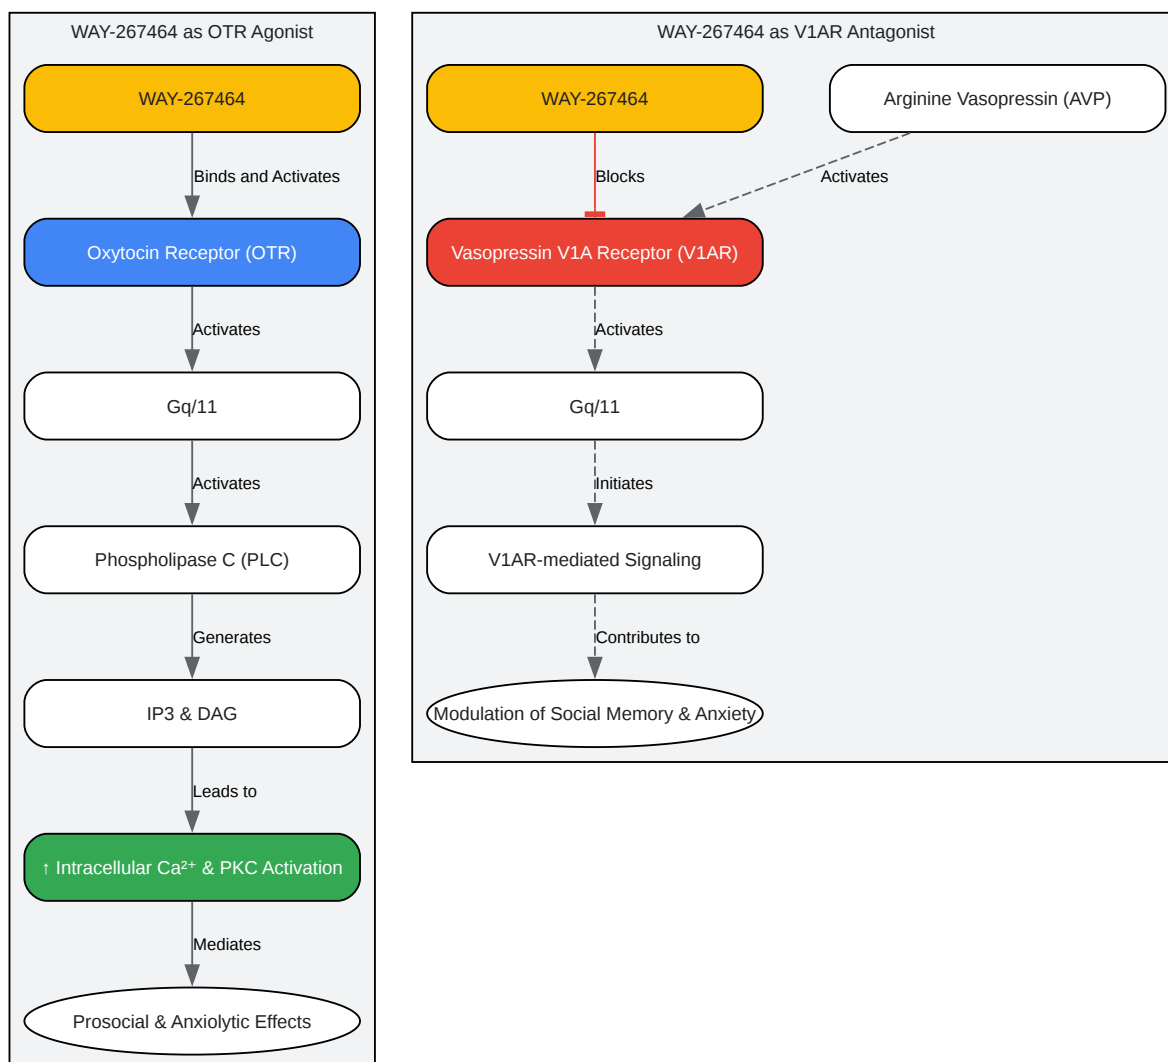 WAY-267464 as OTR Agonist
WAY-267464
Binds and Activates
Oxytocin Receptor (OTR)
Activates
Gq/11
Activates
Phospholipase C (PLC)
Generates
IP3 & DAG
Leads to
↑ Intracellular Ca²⁺ & PKC Activation
Mediates
Prosocial & Anxiolytic Effects
WAY-267464 as V1AR Antagonist
WAY-267464
Arginine Vasopressin (AVP)
Blocks
Activates
Vasopressin V1A Receptor (V1AR)
Activates
Gq/11
Initiates
V1AR-mediated Signaling
Contributes to
Modulation of Social Memory & Anxiety